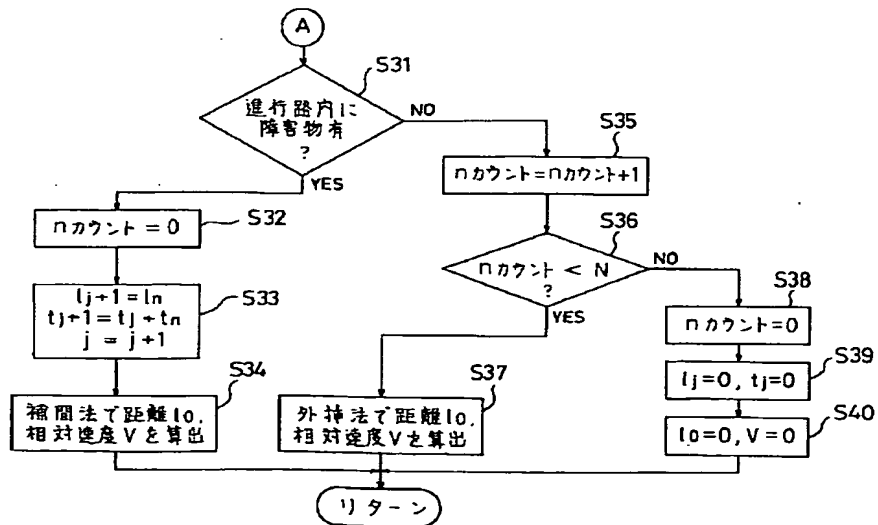 A
S31
進行路内に
障害物有
?
NO
YES
S32
nカウント = 0
S33
lj+1 = ln
tj+1 = tj + tn
j = j+1
S34
補間法で距離lo,
相対速度Vを算出
S35
nカウント=nカウント+1
S36
nカウント < N
?
NO
YES
S37
外挿法で距離lo,
相対速度Vを算出
S38
nカウント=0
S39
lj=0, tj=0
S40
lo=0, V=0
リターン